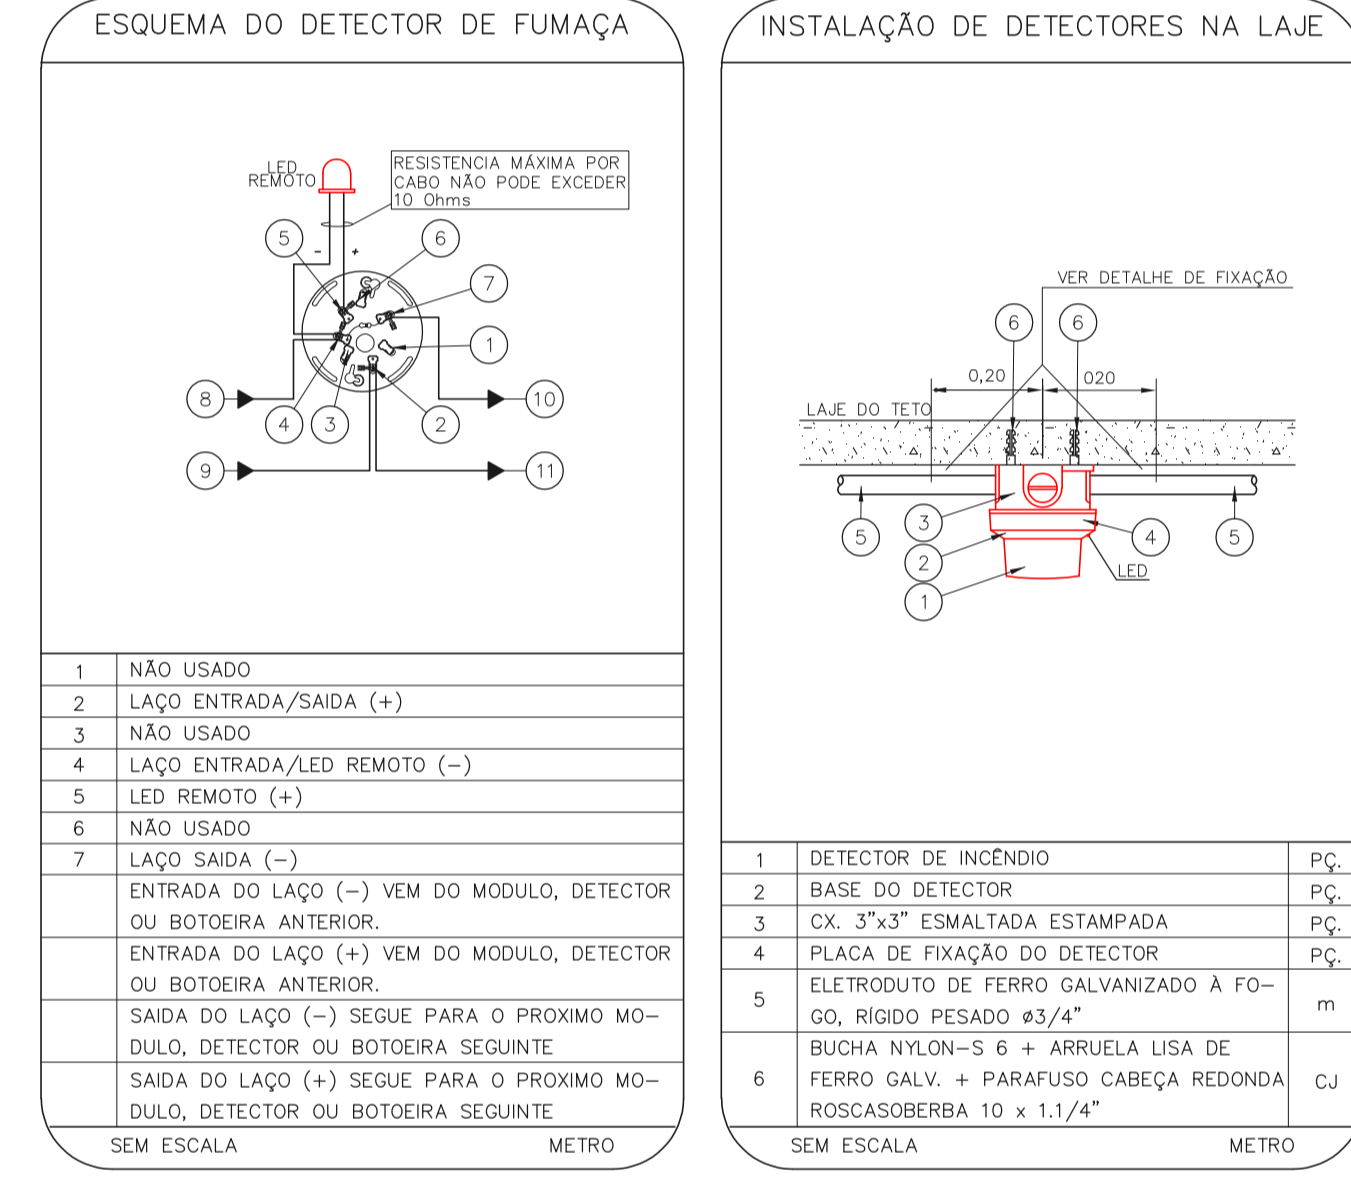 ESQUEMA DO DETECTOR DE FUMAÇA
LED
REMOTO
RESISTENCIA MÁXIMA POR
CABO NÃO PODE EXCEDER
10 Ohms
5
-
+
6
7
1
8
10
4
3
2
9
11
1 NÃO USADO
2 LAÇO ENTRADA/SAIDA (+)
3 NÃO USADO
4 LAÇO ENTRADA/LED REMOTO (-)
5 LED REMOTO (+)
6 NÃO USADO
7 LAÇO SAIDA (-)
ENTRADA DO LAÇO (-) VEM DO MODULO, DETECTOR
OU BOTOEIRA ANTERIOR.
ENTRADA DO LAÇO (+) VEM DO MODULO, DETECTOR
OU BOTOEIRA ANTERIOR.
SAIDA DO LAÇO (-) SEGUE PARA O PROXIMO MO-
DULO, DETECTOR OU BOTOEIRA SEGUINTE
SAIDA DO LAÇO (+) SEGUE PARA O PROXIMO MO-
DULO, DETECTOR OU BOTOEIRA SEGUINTE
SEM ESCALA METRO
INSTALAÇÃO DE DETECTORES NA LAJE
VER DETALHE DE FIXAÇÃO
6 6
0,20 020
LAJE DO TETO
5
3
4
5
2
LED
1
1 DETECTOR DE INCÊNDIO PÇ.
2 BASE DO DETECTOR PÇ.
3 CX. 3"x3" ESMALTADA ESTAMPADA PÇ.
4 PLACA DE FIXAÇÃO DO DETECTOR PÇ.
5 ELETRODUTO DE FERRO GALVANIZADO À FO-
GO, RÍGIDO PESADO ø3/4" m
BUCHA NYLON-S 6 + ARRUELA LISA DE
6 FERRO GALV. + PARAFUSO CABEÇA REDONDA CJ
ROSCASOBERBA 10 x 1.1/4"
SEM ESCALA METRO